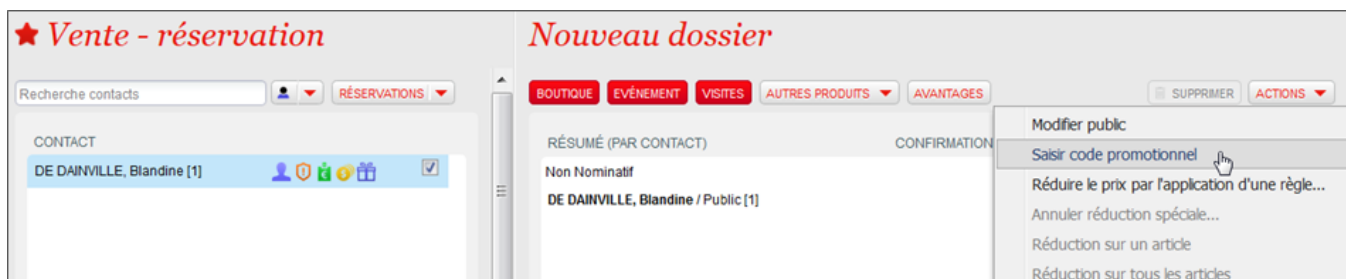 Vente - réservation
Recherche contacts
RÉSERVATIONS
CONTACT
DE DAINVILLE, Blandine [1]
Nouveau dossier
BOUTIQUE EVÉNEMENT VISITES AUTRES PRODUITS AVANTAGES SUPPRIMER ACTIONS
RÉSUMÉ (PAR CONTACT) CONFIRMATION
Non Nominatif
DE DAINVILLE, Blandine / Public [1]
Modifier public
Saisir code promotionnel
Réduire le prix par l'application d'une règle...
Annuler réduction spéciale...
Réduction sur un article
Réduction sur tous les articles